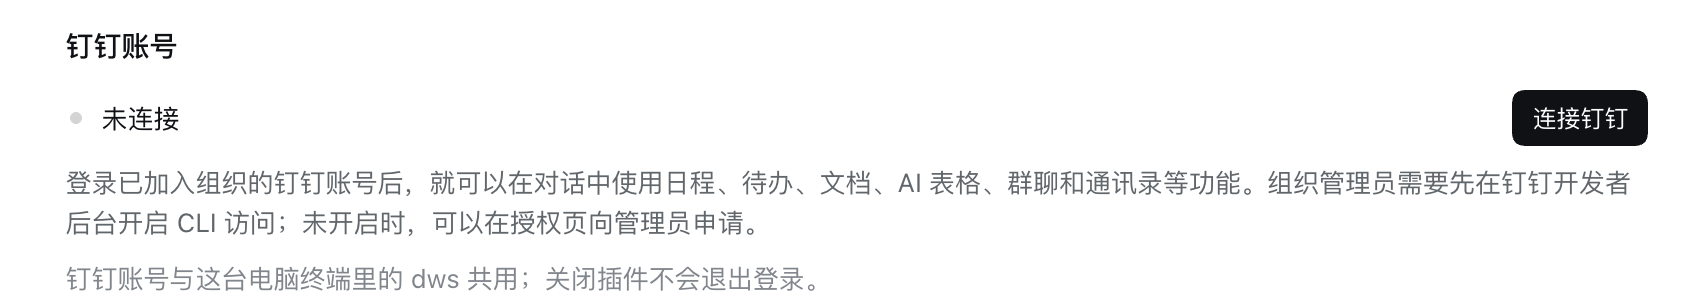 钉钉账号
未连接
连接钉钉
登录已加入组织的钉钉账号后，就可以在对话中使用日程、待办、文档、AI 表格、群聊和通讯录等功能。组织管理员需要先在钉钉开发者
后台开启 CLI 访问；未开启时，可以在授权页向管理员申请。
钉钉账号与这台电脑终端里的 dws 共用；关闭插件不会退出登录。